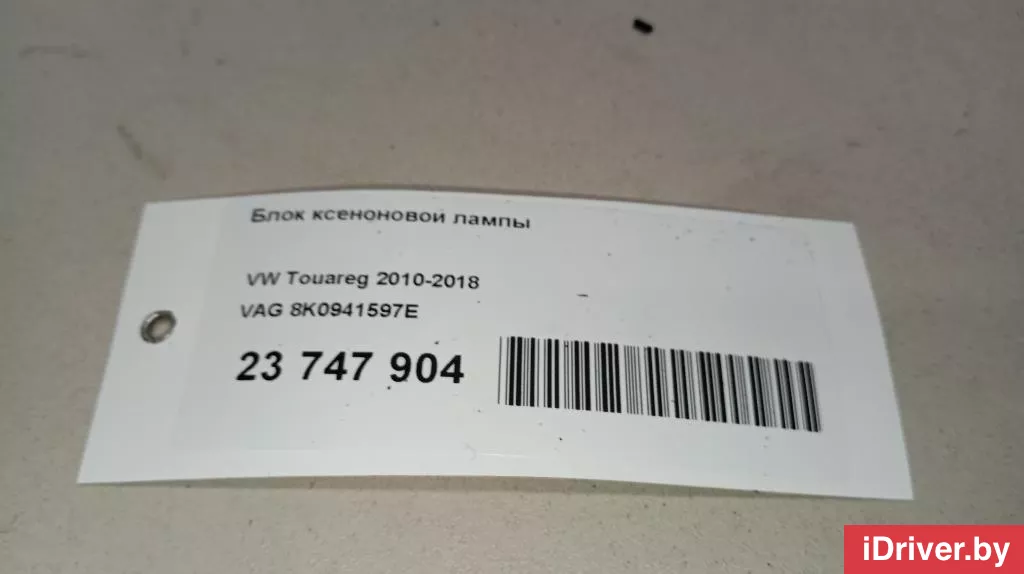 Блок ксеноновой лампы
VW Touareg 2010-2018
VAG 8K0941597E
23 747 904
iDriver.by